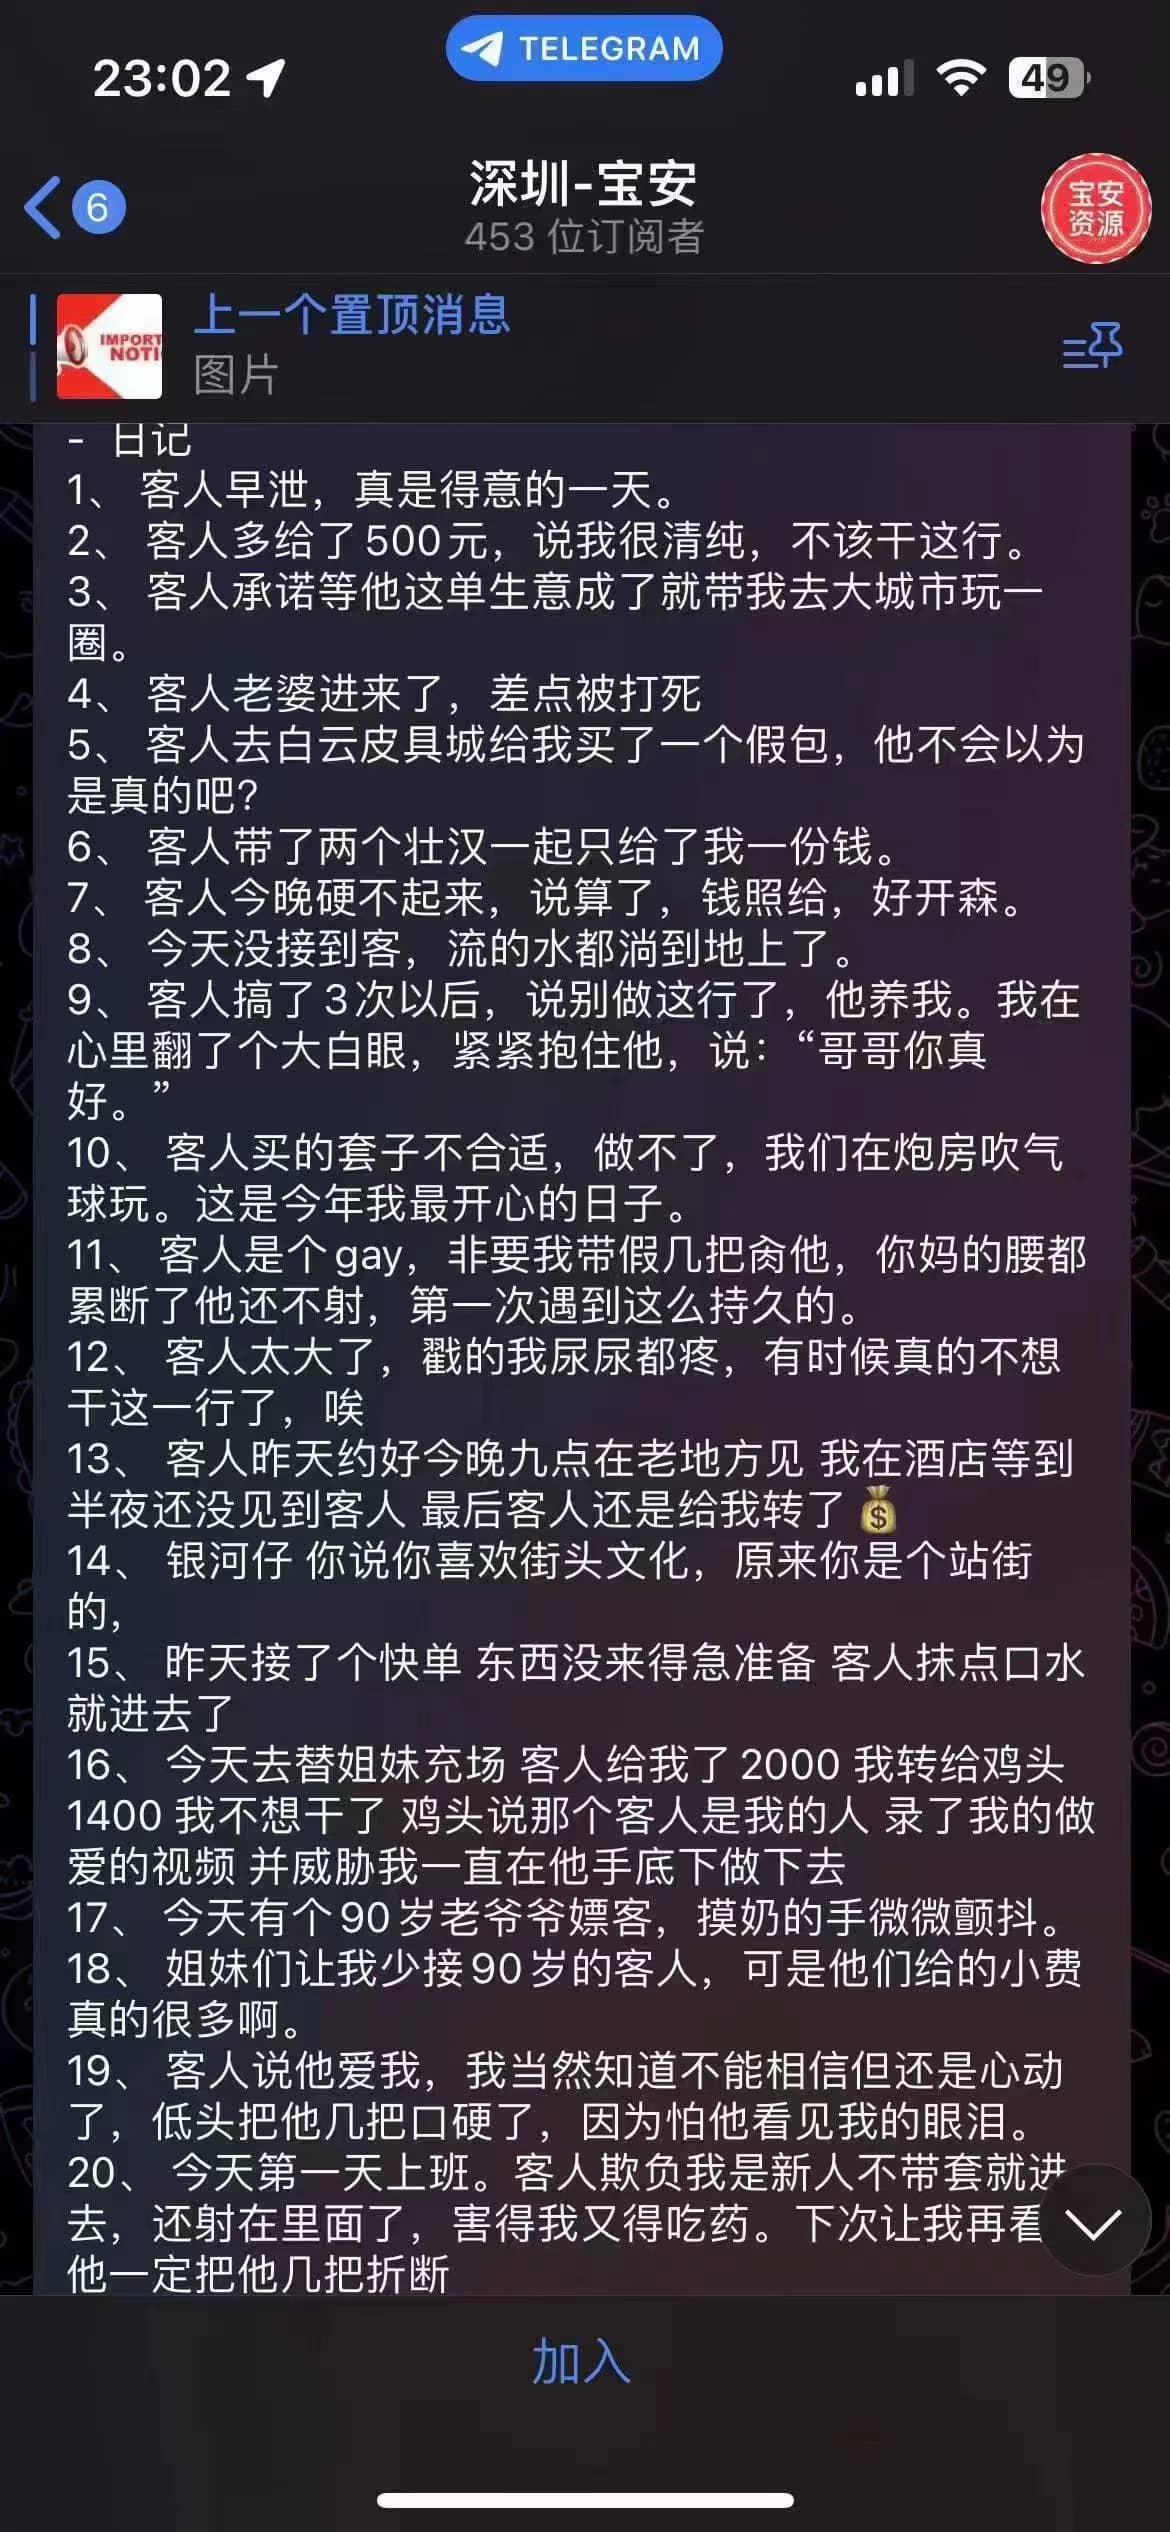 23:02
TELEGRAM
49
6
深圳-宝安
453 位订阅者
宝安
资源
IMPORT
NOTI
上一个置顶消息
图片
- 日记
1、 客人早泄，真是得意的一天。
2、 客人多给了500元，说我很清纯，不该干这行。
3、 客人承诺等他这单生意成了就带我去大城市玩一
圈。
4、 客人老婆进来了，差点被打死
5、 客人去白云皮具城给我买了一个假包，他不会以为
是真的吧？
6、 客人带了两个壮汉一起只给了我一份钱。
7、 客人今晚硬不起来，说算了，钱照给，好开森。
8、 今天没接到客，流的水都淌到地上了。
9、 客人搞了3次以后，说别做这行了，他养我。我在
心里翻了个大白眼，紧紧抱住他，说：“哥哥你真
好。”
10、 客人买的套子不合适，做不了，我们在炮房吹气
球玩。这是今年我最开心的日子。
11、 客人是个gay，非要我带假几把肏他，你妈的腰都
累断了他还不射，第一次遇到这么持久的。
12、 客人太大了，戳的我尿尿都疼，有时候真的不想
干这一行了，唉
13、 客人昨天约好今晚九点在老地方见 我在酒店等到
半夜还没见到客人 最后客人还是给我转了💰
14、 银河仔 你说你喜欢街头文化，原来你是个站街
的，
15、 昨天接了个快单 东西没来得急准备 客人抹点口水
就进去了
16、 今天去替姐妹充场 客人给我了2000 我转给鸡头
1400 我不想干了 鸡头说那个客人是我的人 录了我的做
爱的视频 并威胁我一直在他手底下做下去
17、 今天有个90岁老爷爷嫖客，摸奶的手微微颤抖。
18、 姐妹们让我少接90岁的客人，可是他们给的小费
真的很多啊。
19、 客人说他爱我，我当然知道不能相信但还是心动
了，低头把他几把口硬了，因为怕他看见我的眼泪。
20、 今天第一天上班。客人欺负我是新人不带套就进
去，还射在里面了，害得我又得吃药。下次让我再看
他一定把他几把折断
加入